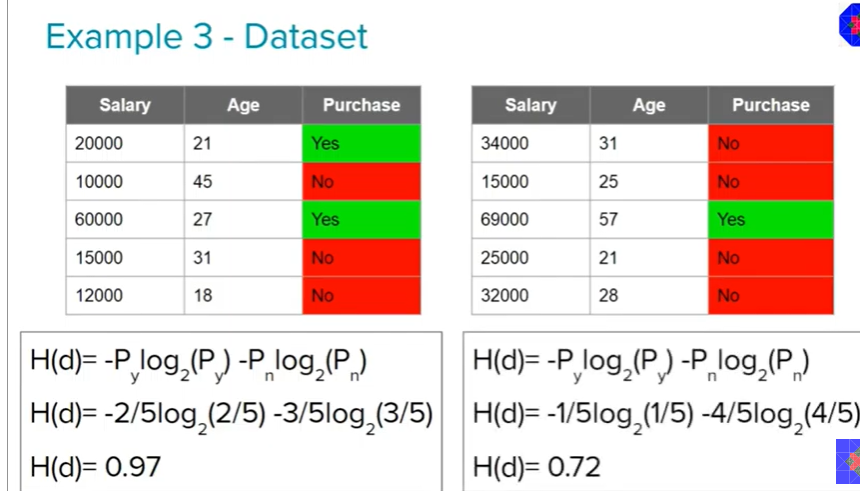 Example 3 - Dataset
Salary Age Purchase
20000 21 Yes
10000 45 No
60000 27 Yes
15000 31 No
12000 18 No
Salary Age Purchase
34000 31 No
15000 25 No
69000 57 Yes
25000 21 No
32000 28 No
H(d)= -Pylog2(Py) -Pnlog2(Pn)
H(d)= -2/5log2(2/5) -3/5log2(3/5)
H(d)= 0.97
H(d)= -Pylog2(Py) -Pnlog2(Pn)
H(d)= -1/5log2(1/5) -4/5log2(4/5)
H(d)= 0.72